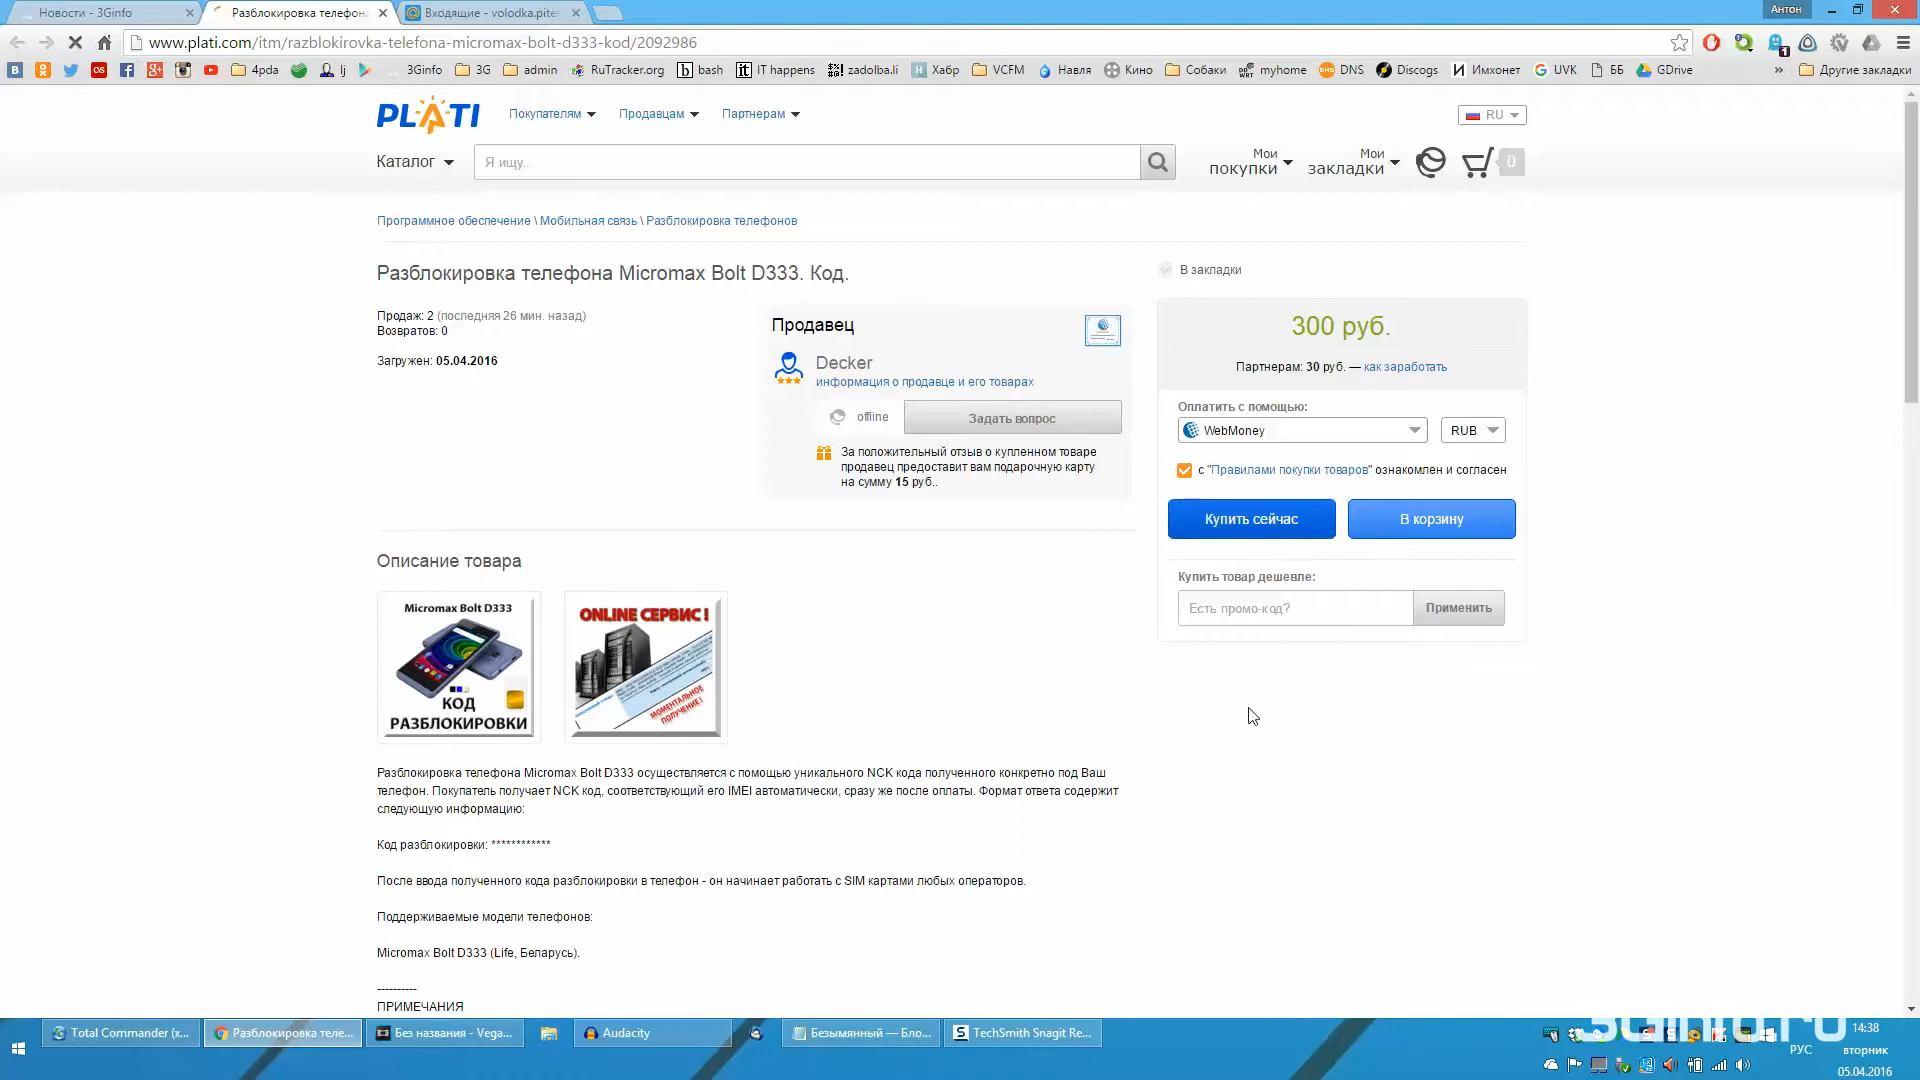 Новости - 3Ginfo
Разблокировка телефона
Входящие - volodka.piter
Антон
www.plati.com/itm/razblokirovka-telefona-micromax-bolt-d333-kod/2092986
4pda
lj
3Ginfo
3G
admin
RuTracker.org
bash
IT happens
zadolba.li
Хабр
VCFM
Навля
Кино
Собаки
myhome
DNS
Discogs
Имхонет
UVK
ББ
GDrive
»
Другие закладки
PLATI
Покупателям
Продавцам
Партнерам
RU
Каталог
Я ищу...
Мои покупки
Мои закладки
0
Программное обеспечение \ Мобильная связь \ Разблокировка телефонов
Разблокировка телефона Micromax Bolt D333. Код.
В закладки
Продаж: 2 (последняя 26 мин. назад)
Возвратов: 0
Загружен: 05.04.2016
Продавец
Decker
информация о продавце и его товарах
offline
Задать вопрос
За положительный отзыв о купленном товаре
продавец предоставит вам подарочную карту
на сумму 15 руб..
300 руб.
Партнерам: 30 руб. — как заработать
Оплатить с помощью:
WebMoney
RUB
с "Правилами покупки товаров" ознакомлен и согласен
Купить сейчас
В корзину
Купить товар дешевле:
Есть промо-код?
Применить
Описание товара
Micromax Bolt D333
КОД
РАЗБЛОКИРОВКИ
ONLINE СЕРВИС !
МОМЕНТАЛЬНОЕ
ПОЛУЧЕНИЕ !
Разблокировка телефона Micromax Bolt D333 осуществляется с помощью уникального NCK кода полученного конкретно под Ваш
телефон. Покупатель получает NCK код, соответствующий его IMEI автоматически, сразу же после оплаты. Формат ответа содержит
следующую информацию:
Код разблокировки: ************
После ввода полученного кода разблокировки в телефон - он начинает работать с SIM картами любых операторов.
Поддерживаемые модели телефонов:
Micromax Bolt D333 (Life, Беларусь).
----------
ПРИМЕЧАНИЯ
Total Commander (x...
Разблокировка теле...
Без названия - Vega...
Audacity
Безымянный — Бло...
TechSmith Snagit Re...
3Ginfo.ru
РУС
14:38
вторник
05.04.2016